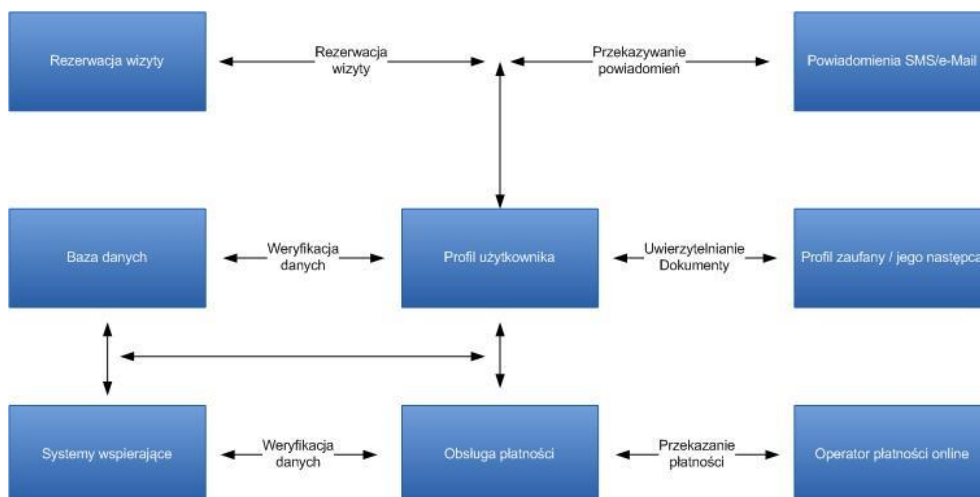 Rezerwacja wizyty
Rezerwacja
wizyty
Przekazywanie
powiadomień
Powiadomienia SMS/e-Mail
Baza danych
Weryfikacja
danych
Profil użytkownika
Uwierzytelnianie
Dokumenty
Profil zaufany / jego następca
Systemy wspierające
Weryfikacja
danych
Obsługa płatności
Przekazanie
płatności
Operator płatności online